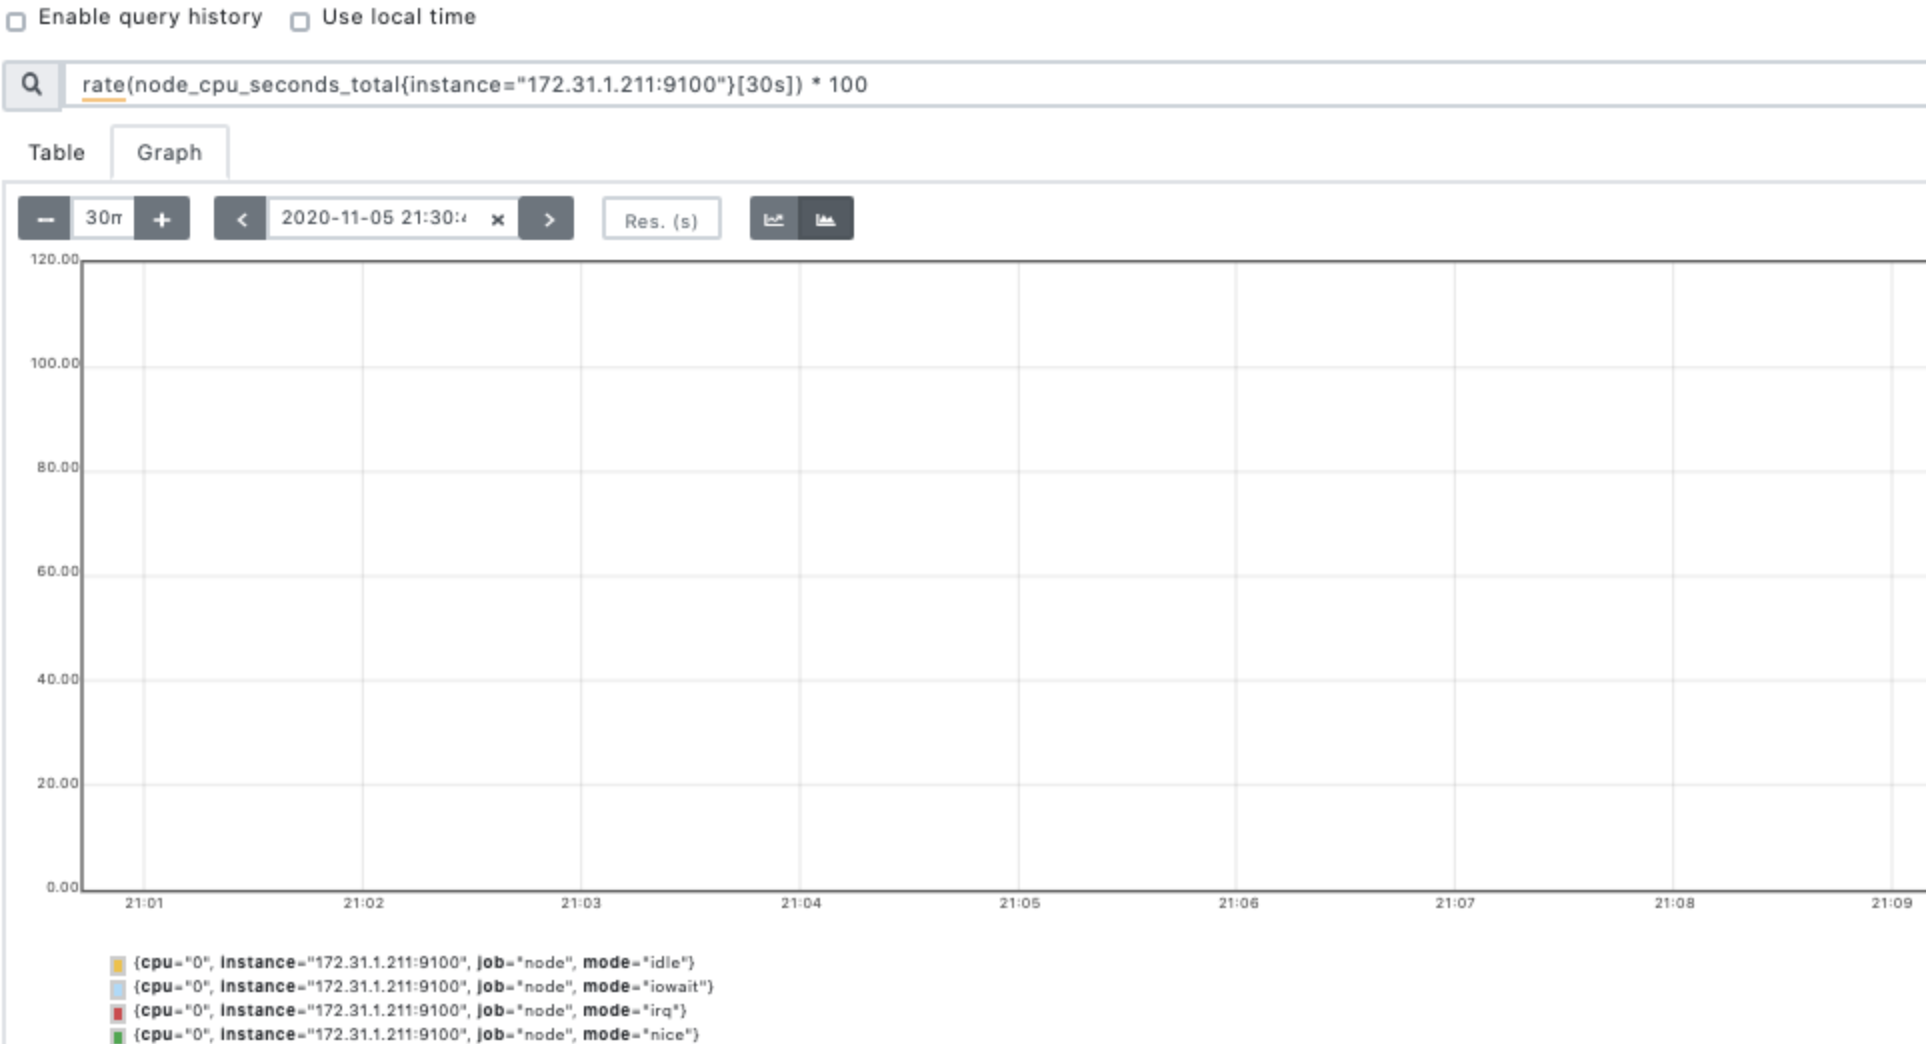 Enable query history Use local time
rate(node_cpu_seconds_total{instance="172.31.1.211:9100"}[30s]) * 100
Table Graph
30m 2020-11-05 21:30:4 × Res. (s)
120.00
100.00
80.00
60.00
40.00
20.00
0.00
21:01 21:02 21:03 21:04 21:05 21:06 21:07 21:08 21:09
{cpu="0", instance="172.31.1.211:9100", job="node", mode="idle"}
{cpu="0", instance="172.31.1.211:9100", job="node", mode="iowait"}
{cpu="0", instance="172.31.1.211:9100", job="node", mode="irq"}
{cpu="0", instance="172.31.1.211:9100", job="node", mode="nice"}